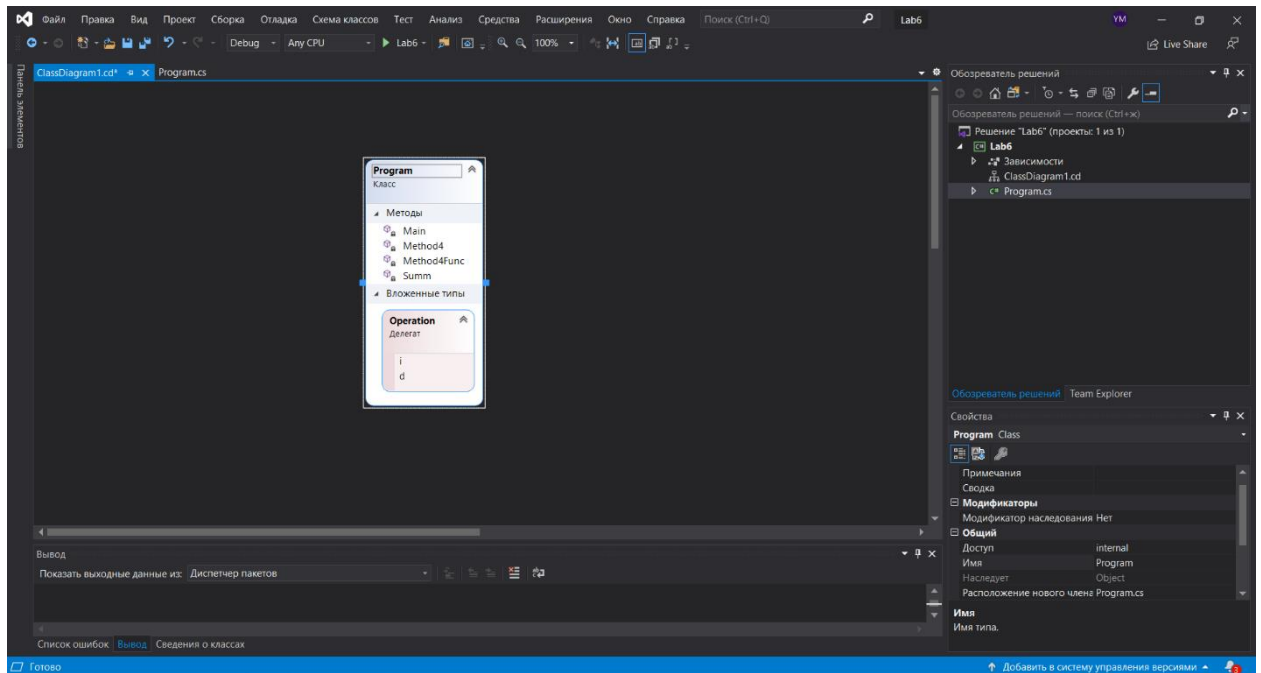 Файл Правка Вид Проект Сборка Отладка Схема классов Тест Анализ Средства Расширения Окно Справка Поиск (Ctrl+Q) Lab6 YM
Debug Any CPU Lab6 100% Live Share
Панель элементов
ClassDiagram1.cd* Program.cs
Program
Класс
Методы
Main
Method4
Method4Func
Summ
Вложенные типы
Operation
Делегат
i
d
Обозреватель решений
Обозреватель решений — поиск (Ctrl+ж)
Решение "Lab6" (проекты: 1 из 1)
C# Lab6
Зависимости
ClassDiagram1.cd
C# Program.cs
Обозреватель решений Team Explorer
Свойства
Program Class
Примечания
Сводка
Модификаторы
Модификатор наследования Нет
Общий
Доступ internal
Имя Program
Наследует Object
Расположение нового члена Program.cs
Имя
Имя типа.
Вывод
Показать выходные данные из: Диспетчер пакетов
Список ошибок Вывод Сведения о классах
Готово Добавить в систему управления версиями 3